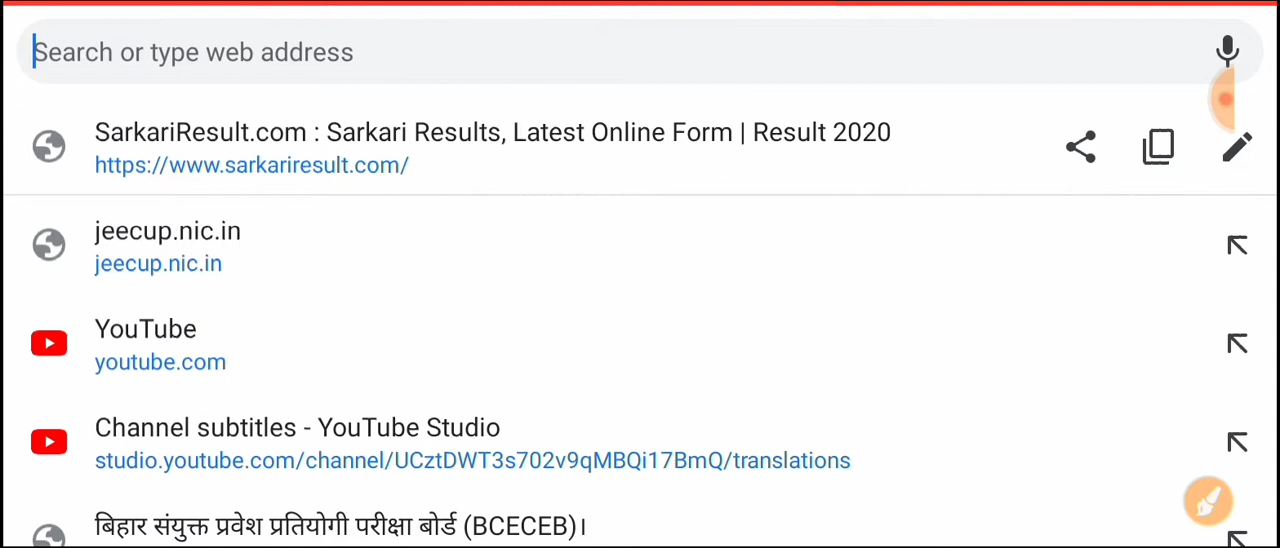 Search or type web address
SarkariResult.com : Sarkari Results, Latest Online Form | Result 2020
https://www.sarkariresult.com/
jeecup.nic.in
jeecup.nic.in
YouTube
youtube.com
Channel subtitles - YouTube Studio
studio.youtube.com/channel/UCztDWT3s702v9qMBQi17BmQ/translations
बिहार संयुक्त प्रवेश प्रतियोगी परीक्षा बोर्ड (BCECEB)।